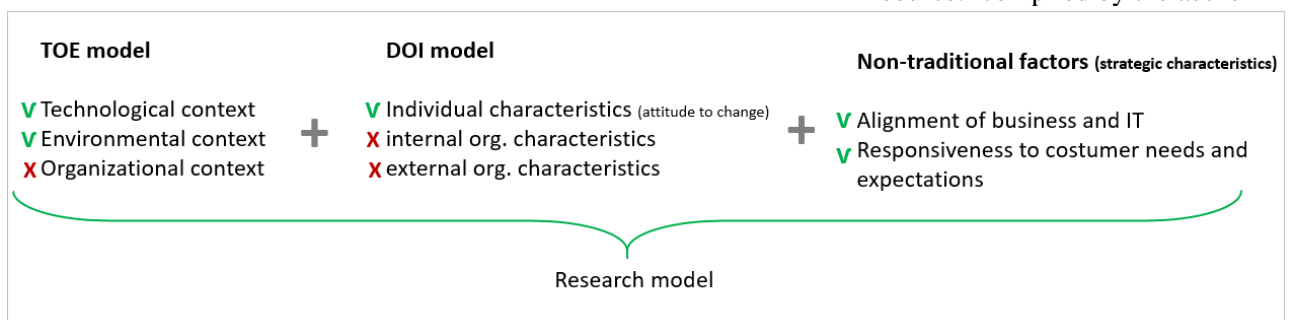 TOE model
V Technological context
V Environmental context
X Organizational context
+
DOI model
V Individual characteristics (attitude to change)
X internal org. characteristics
X external org. characteristics
+
Non-traditional factors (strategic characteristics)
V Alignment of business and IT
V Responsiveness to costumer needs and
expectations
Research model